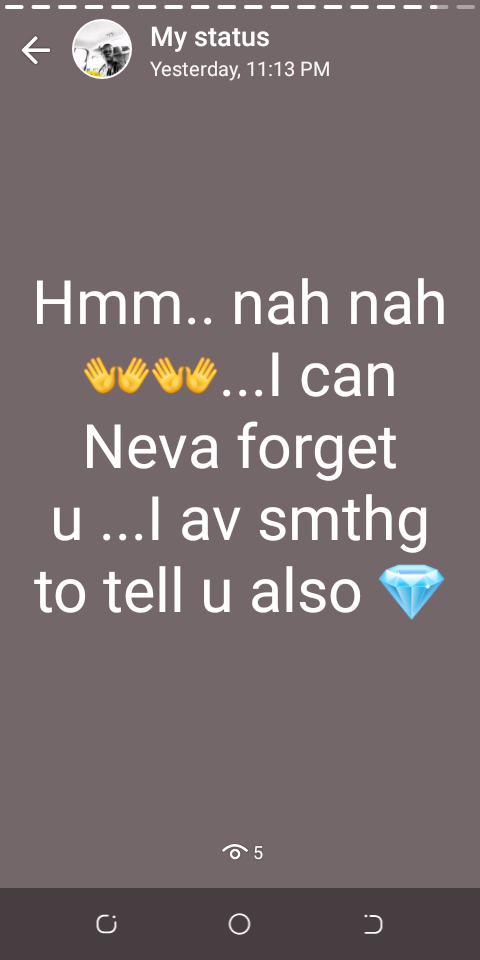 My status
Yesterday, 11:13 PM
Hmm.. nah nah
👐👐...I can
Neva forget
u ...I av smthg
to tell u also 💎
5